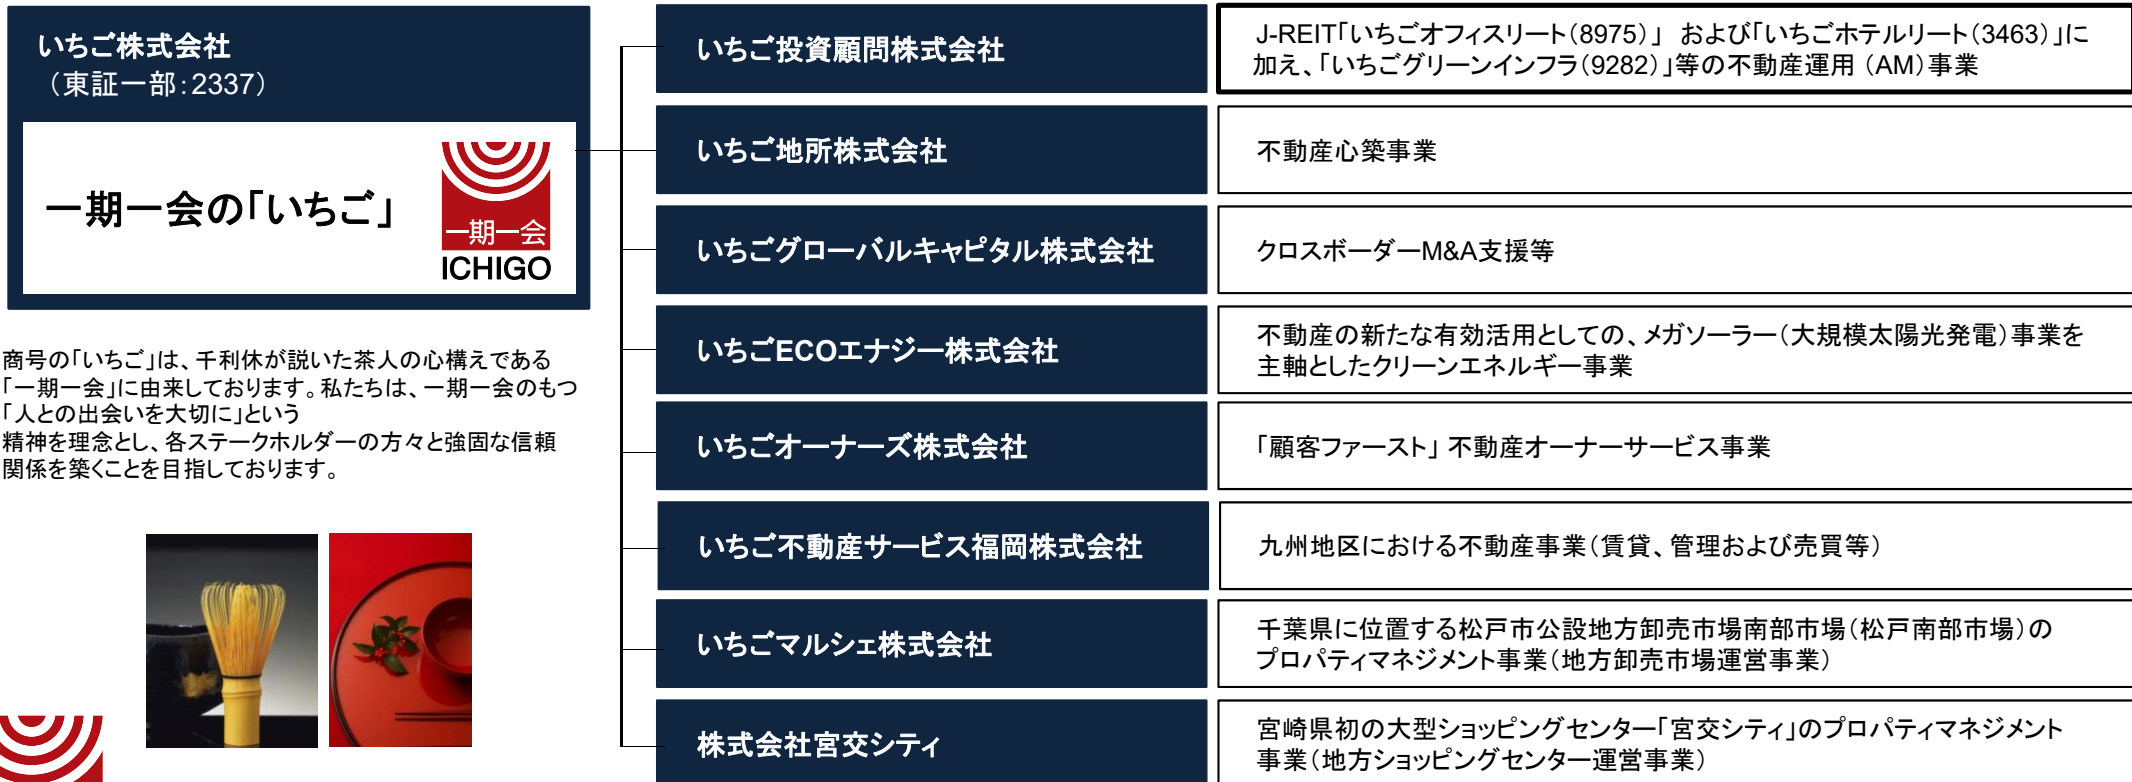 いちご株式会社
（東証一部：2337）
一期一会の「いちご」
一期一会
ICHIGO
商号の「いちご」は、千利休が説いた茶人の心構えである
「一期一会」に由来しております。私たちは、一期一会のもつ
「人との出会いを大切に」という
精神を理念とし、各ステークホルダーの方々と強固な信頼
関係を築くことを目指しております。
いちご投資顧問株式会社
J-REIT「いちごオフィスリート（8975）」 および「いちごホテルリート（3463）」に
加え、「いちごグリーンインフラ（9282）」等の不動産運用（AM）事業
いちご地所株式会社
不動産心築事業
いちごグローバルキャピタル株式会社
クロスボーダーM&A支援等
いちごECOエナジー株式会社
不動産の新たな有効活用としての、メガソーラー（大規模太陽光発電）事業を
主軸としたクリーンエネルギー事業
いちごオーナーズ株式会社
「顧客ファースト」 不動産オーナーサービス事業
いちご不動産サービス福岡株式会社
九州地区における不動産事業（賃貸、管理および売買等）
いちごマルシェ株式会社
千葉県に位置する松戸市公設地方卸売市場南部市場（松戸南部市場）の
プロパティマネジメント事業（地方卸売市場運営事業）
株式会社宮交シティ
宮崎県初の大型ショッピングセンター「宮交シティ」のプロパティマネジメント
事業（地方ショッピングセンター運営事業）